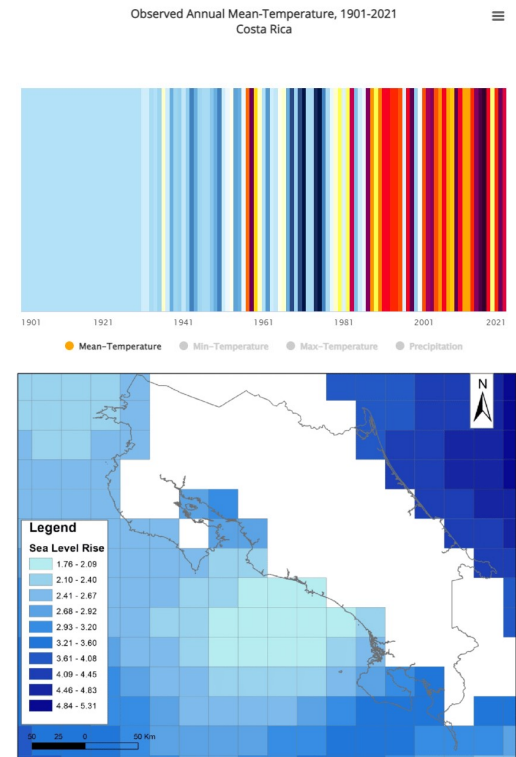 Observed Annual Mean-Temperature, 1901-2021
Costa Rica
1901 1921 1941 1961 1981 2001 2021
Mean-Temperature Min-Temperature Max-Temperature Precipitation
N
Legend
Sea Level Rise
1.76 - 2.09
2.10 - 2.40
2.41 - 2.67
2.68 - 2.92
2.93 - 3.20
3.21 - 3.60
3.61 - 4.08
4.09 - 4.45
4.46 - 4.83
4.84 - 5.31
50 25 0 50 Km